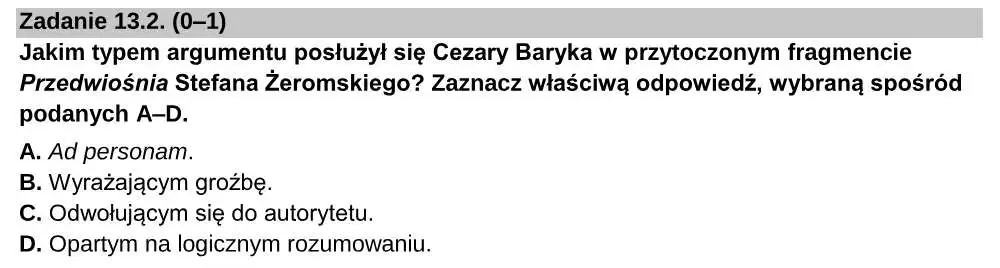 Zadanie 13.2. (0–1)
Jakim typem argumentu posłużył się Cezary Baryka w przytoczonym fragmencie
Przedwiośnia Stefana Żeromskiego? Zaznacz właściwą odpowiedź, wybraną spośród
podanych A–D.
A. Ad personam.
B. Wyrażającym groźbę.
C. Odwołującym się do autorytetu.
D. Opartym na logicznym rozumowaniu.